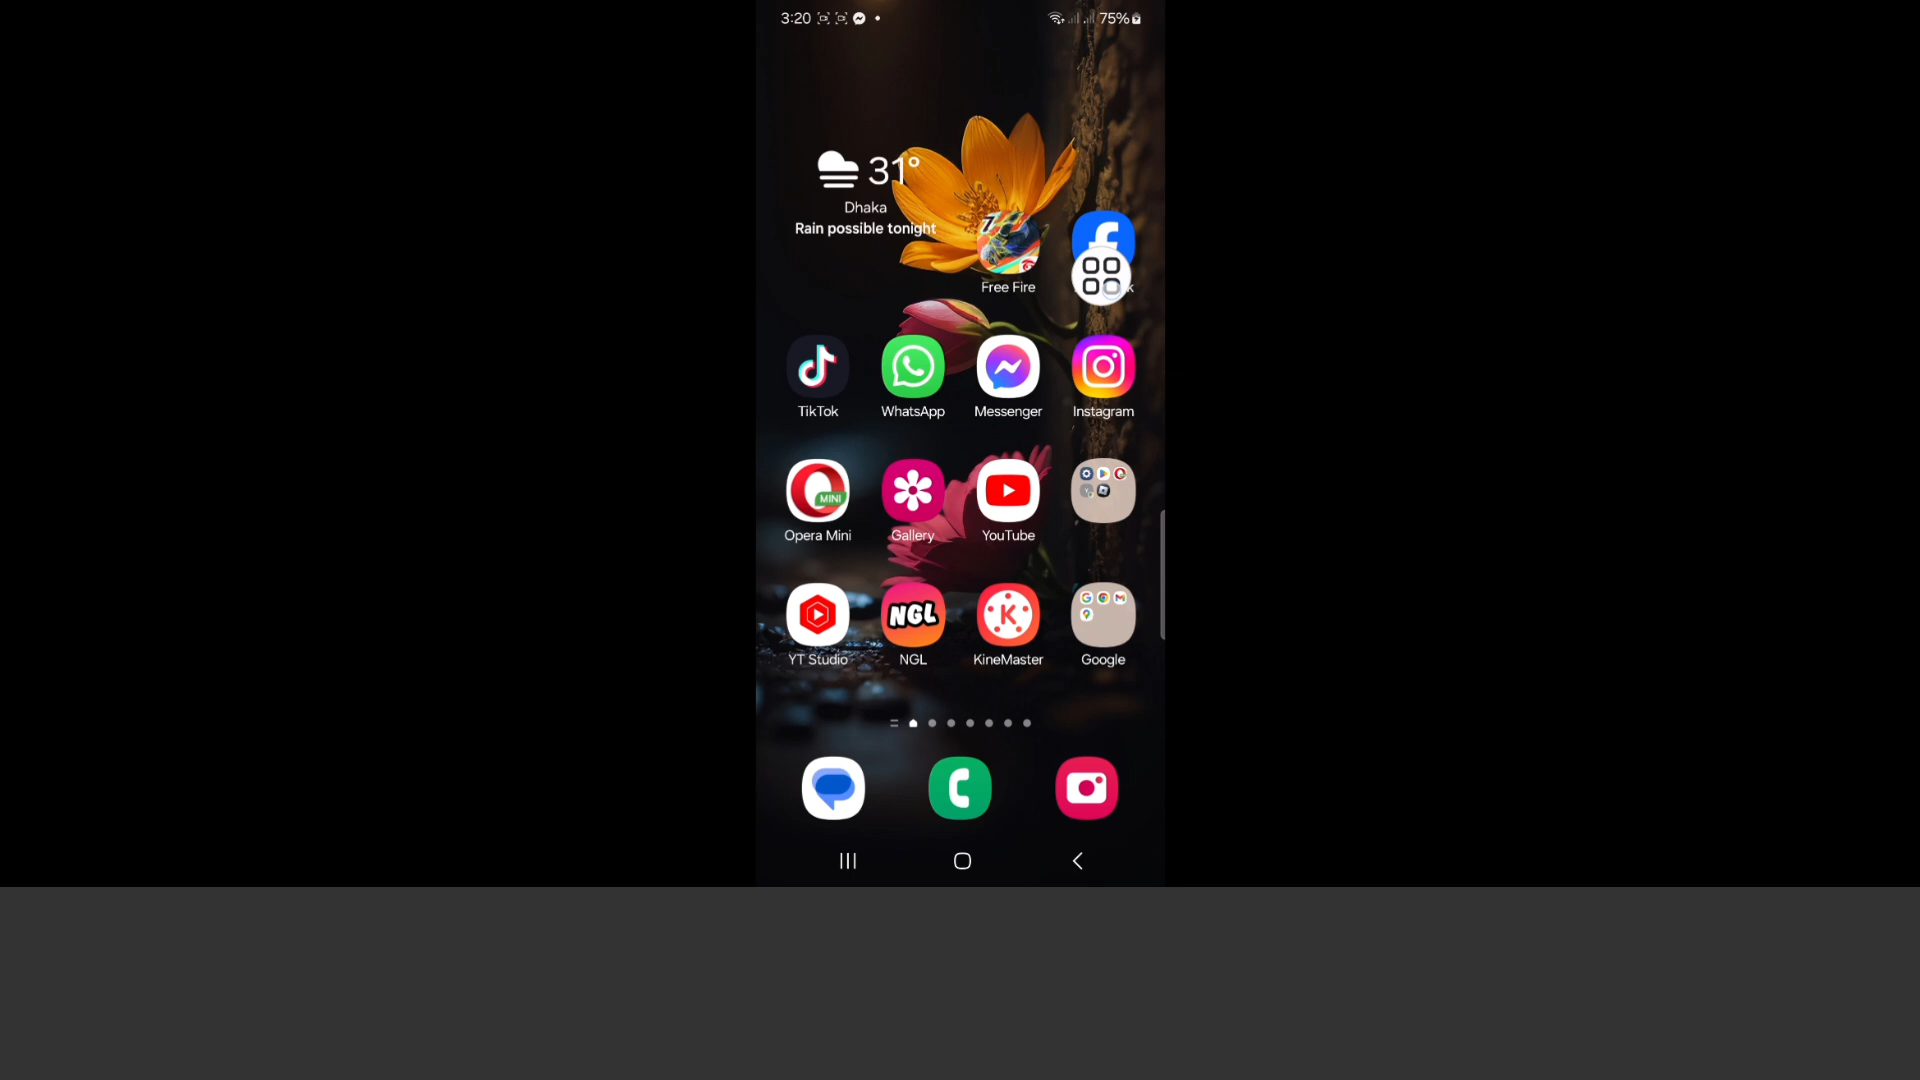 3:20
75%
31°
Dhaka
Rain possible tonight
Free Fire
TikTok
WhatsApp
Messenger
Instagram
MINI
Opera Mini
Gallery
YouTube
NGL
YT Studio
NGL
K
KineMaster
Google